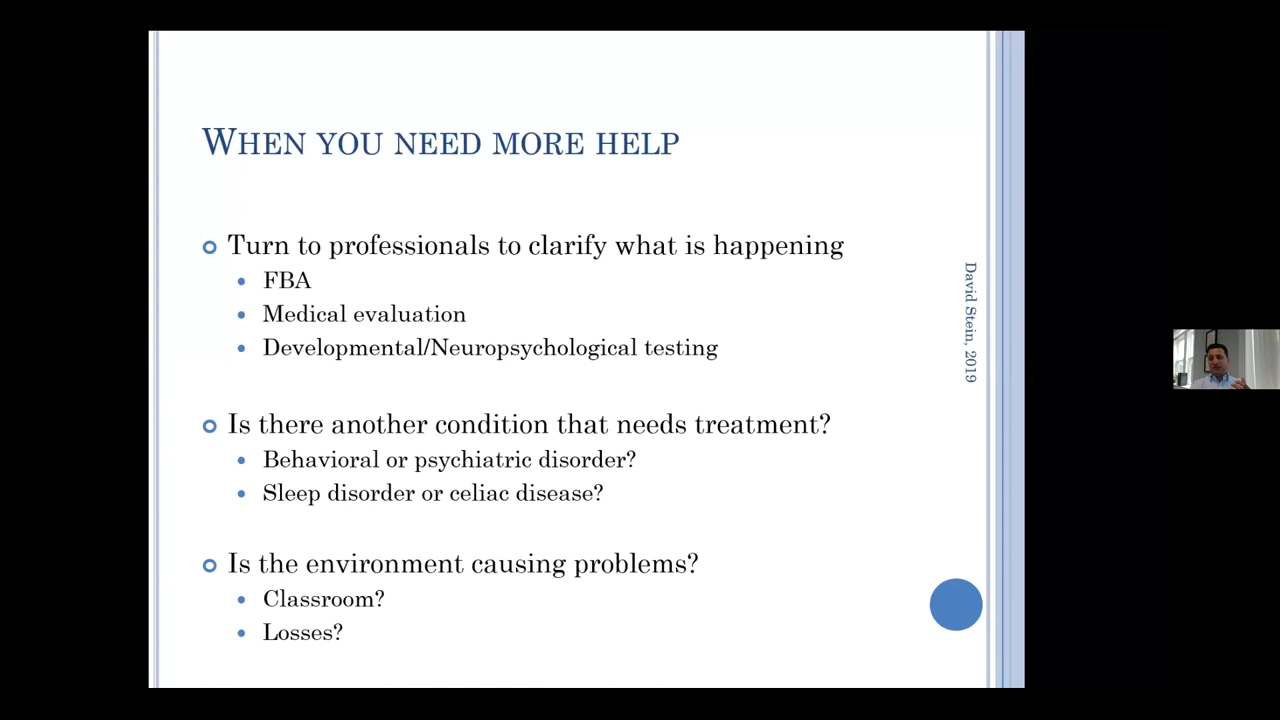 WHEN YOU NEED MORE HELP
Turn to professionals to clarify what is happening
FBA
Medical evaluation
Developmental/Neuropsychological testing
Is there another condition that needs treatment?
Behavioral or psychiatric disorder?
Sleep disorder or celiac disease?
Is the environment causing problems?
Classroom?
Losses?
David Stein, 2019